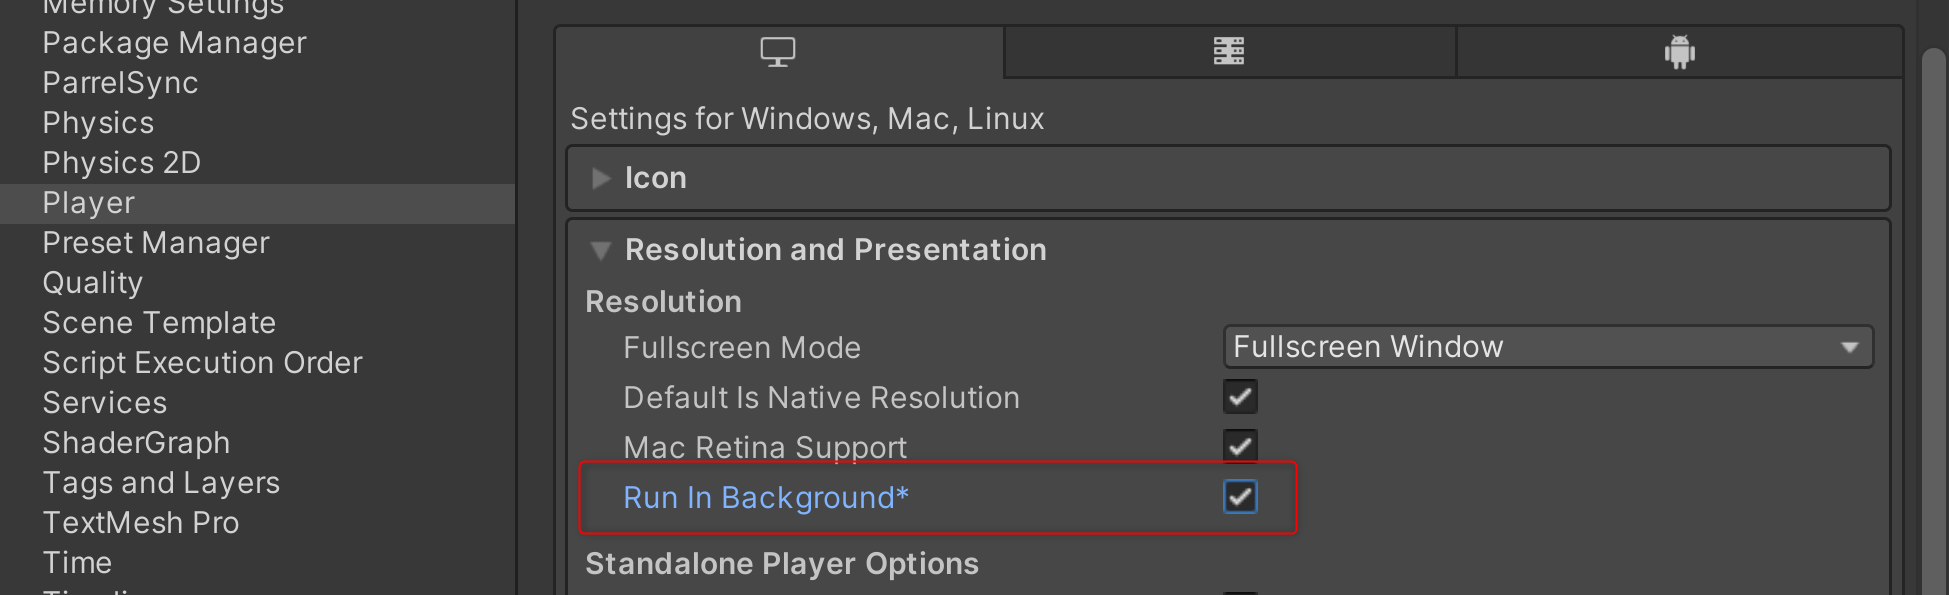 Memory Settings
Package Manager
ParrelSync
Physics
Physics 2D
Player
Preset Manager
Quality
Scene Template
Script Execution Order
Services
ShaderGraph
Tags and Layers
TextMesh Pro
Time
Settings for Windows, Mac, Linux
Icon
Resolution and Presentation
Resolution
Fullscreen Mode
Fullscreen Window
Default Is Native Resolution
Mac Retina Support
Run In Background*
Standalone Player Options